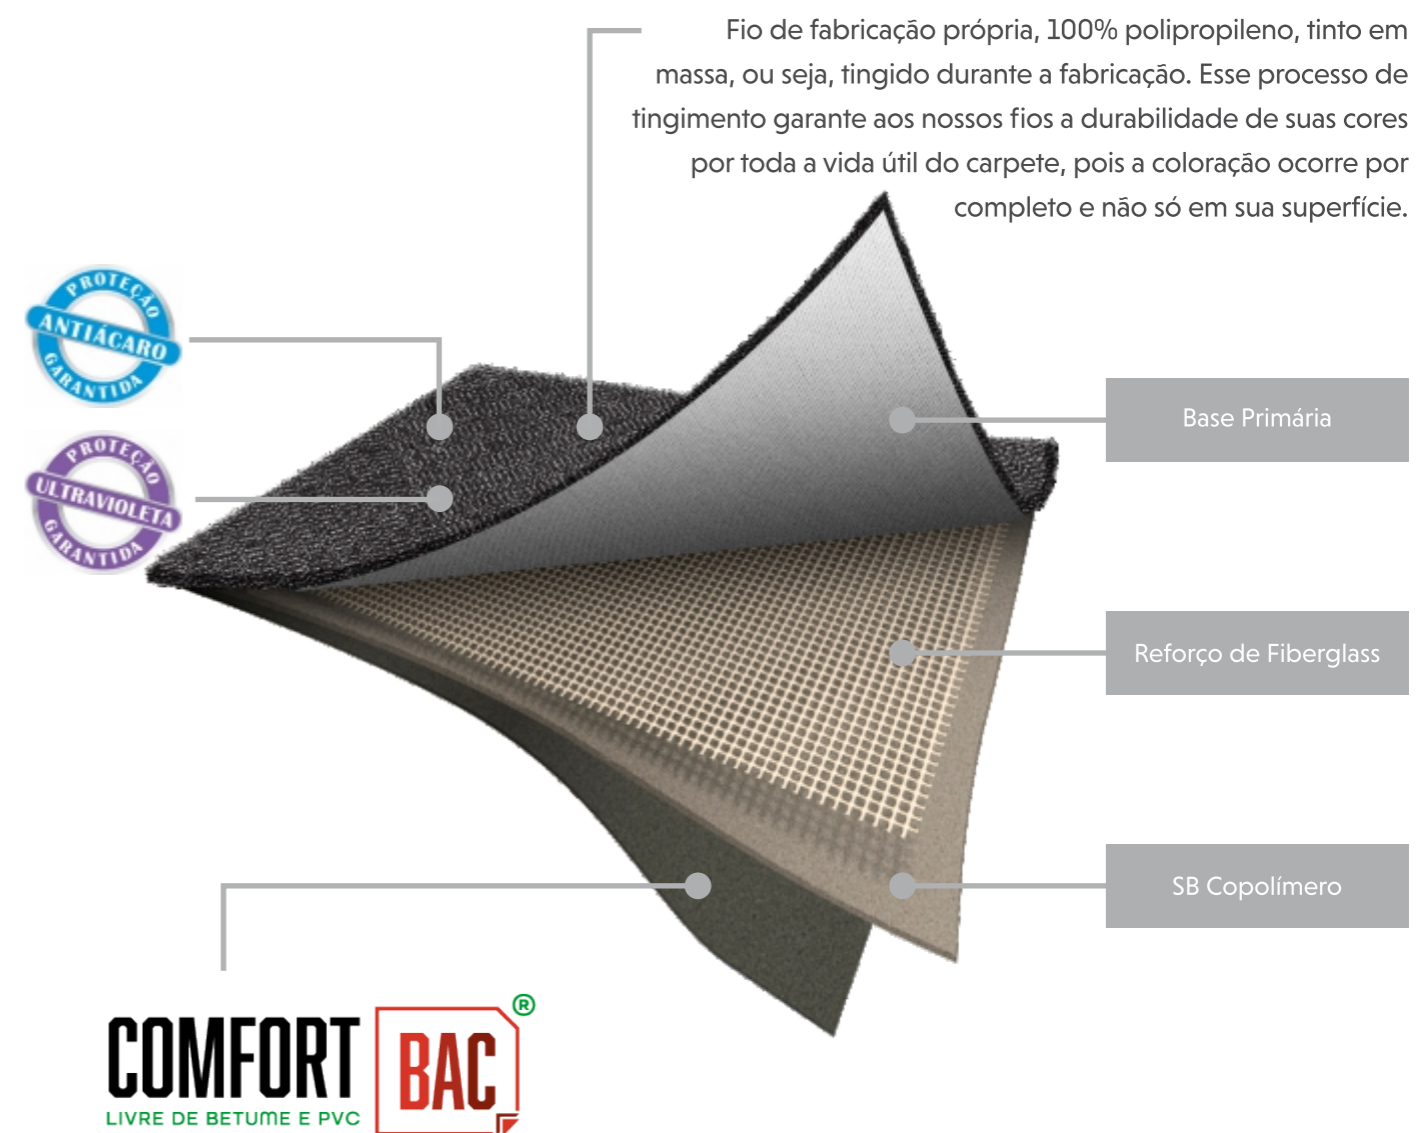 Fio de fabricação própria, 100% polipropileno, tinto em
massa, ou seja, tingido durante a fabricação. Esse processo de
tingimento garante aos nossos fios a durabilidade de suas cores
por toda a vida útil do carpete, pois a coloração ocorre por
completo e não só em sua superfície.
PROTEÇÃO
ANTIÁCARO
GARANTIDA
PROTEÇÃO
ULTRAVIOLETA
GARANTIDA
Base Primária
Reforço de Fiberglass
SB Copolímero
COMFORT BAC®
LIVRE DE BETUME E PVC